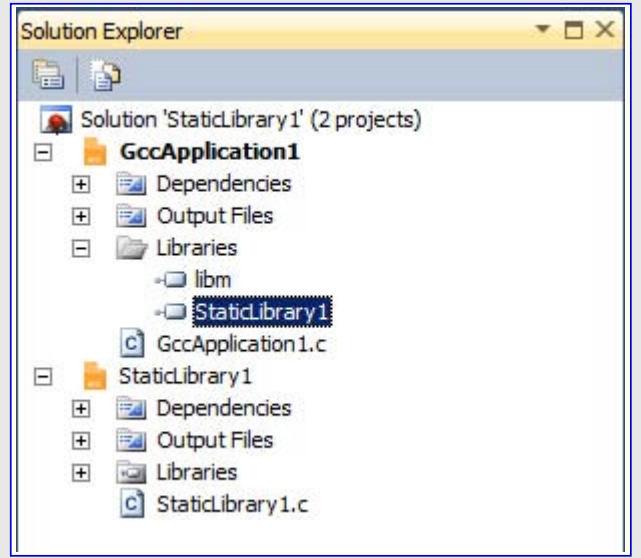 Solution Explorer
Solution 'StaticLibrary1' (2 projects)
GccApplication1
Dependencies
Output Files
Libraries
libm
StaticLibrary1
GccApplication1.c
StaticLibrary1
Dependencies
Output Files
Libraries
StaticLibrary1.c